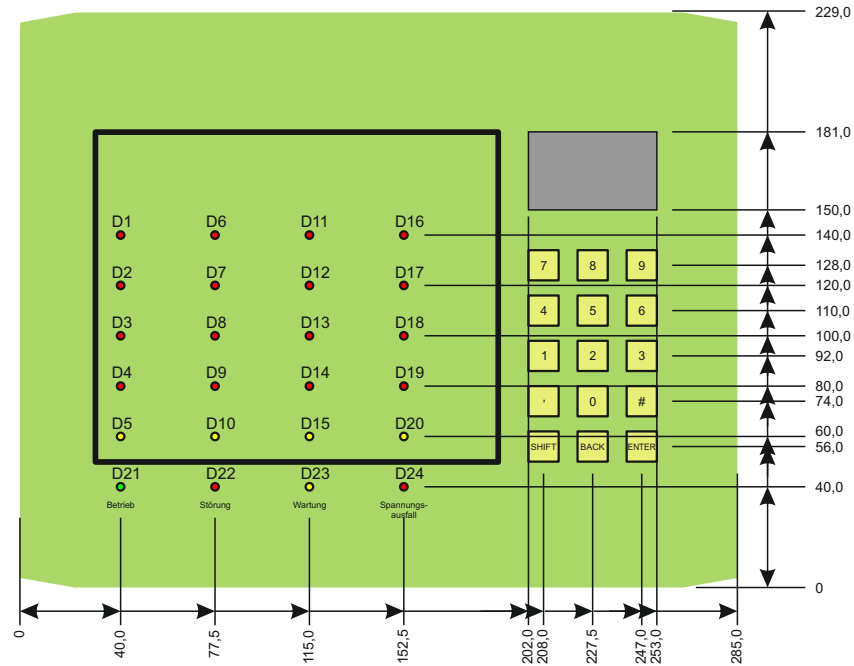 229,0
181,0
150,0
D1 D6 D11 D16
140,0
7 8 9
128,0
D2 D7 D12 D17
120,0
4 5 6
110,0
D3 D8 D13 D18
100,0
1 2 3
92,0
D4 D9 D14 D19
80,0
, 0 #
74,0
D5 D10 D15 D20
60,0
SHIFT BACK ENTER
56,0
D21 D22 D23 D24
40,0
Betrieb Störung Wartung Spannungs-
ausfall
0
0 40,0 77,5 115,0 152,5 202,0 208,0 227,5 247,0 253,0 285,0